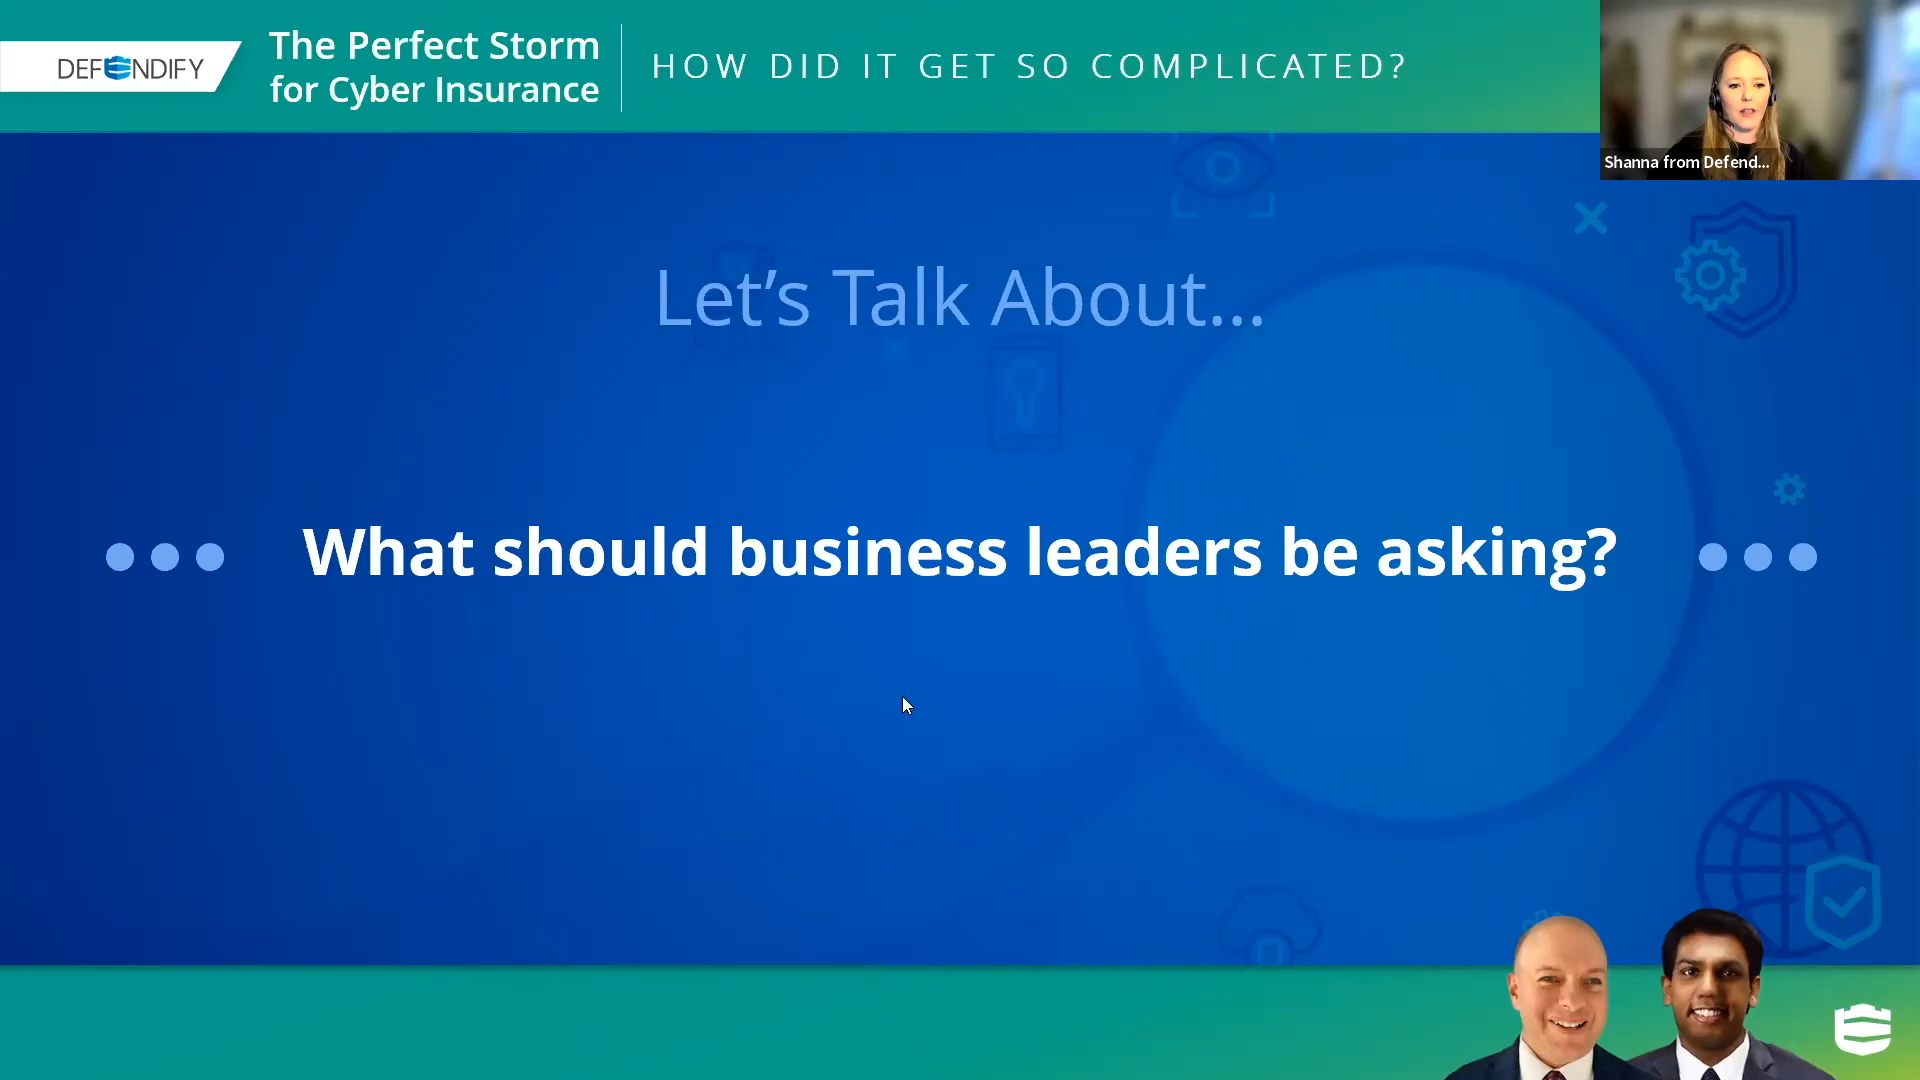 DEFENDIFY
The Perfect Storm
for Cyber Insurance
HOW DID IT GET SO COMPLICATED?
Shanna from Defend...
Let’s Talk About...
What should business leaders be asking?